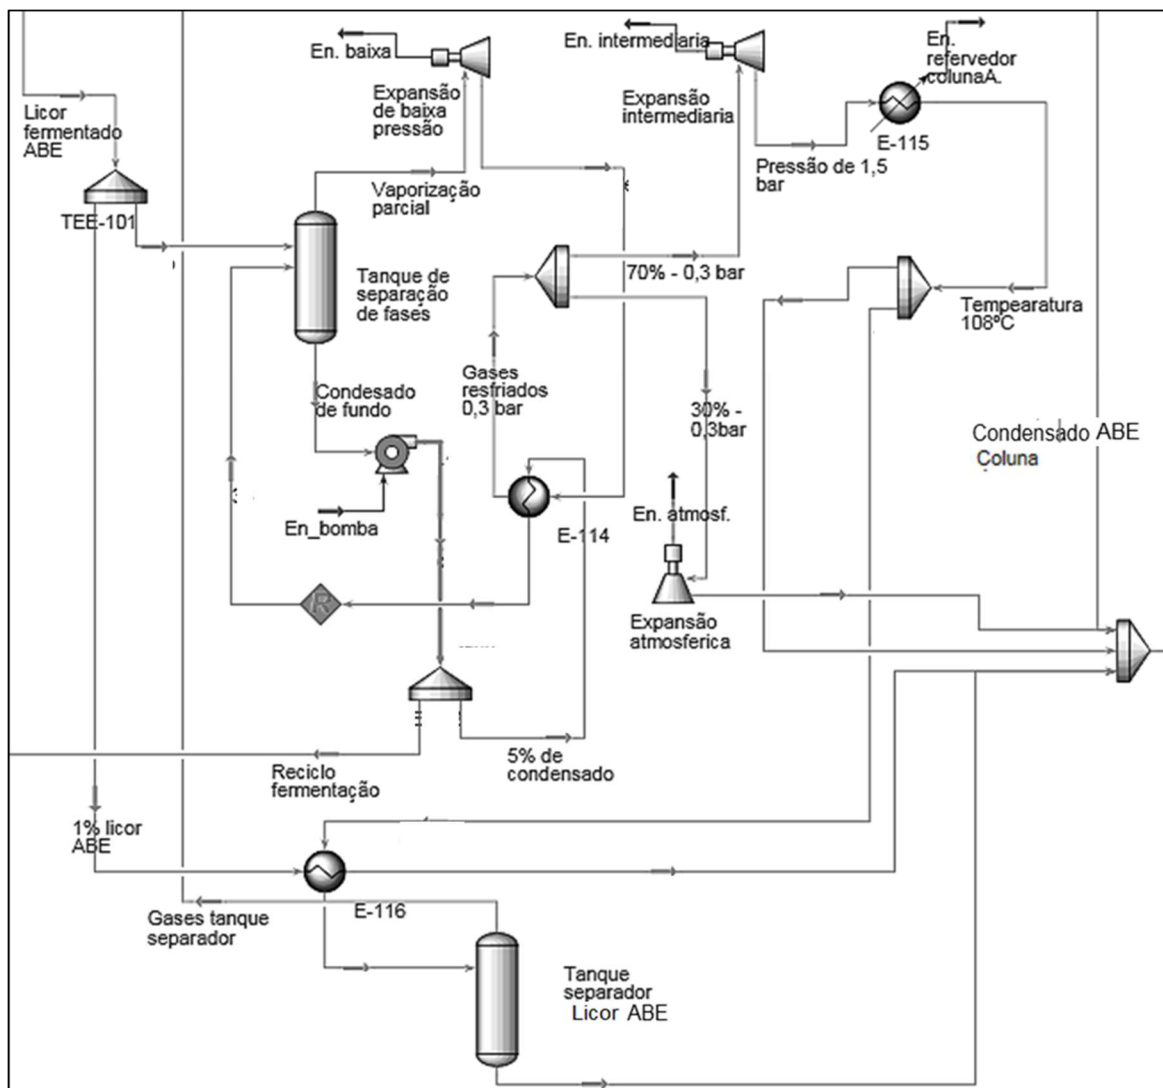 En. baixa
En. intermediaria
En.
refervedor
colunaA.
Licor
fermentado
ABE
Expansão
de baixa
pressão
Expansão
intermediaria
E-115
Pressão de 1,5
bar
Vaporização
parcial
TEE-101
70% - 0,3 bar
Tanque de
separação
de fases
Tempearatura
108ºC
Gases
resfriados
0,3 bar
Condesado
de fundo
30% -
0,3bar
Condensado ABE
Coluna
En_bomba
E-114
En. atmosf.
R
Expansão
atmosferica
5% de
condensado
Reciclo
fermentação
1% licor
ABE
E-116
Gases tanque
separador
Tanque
separador
Licor ABE